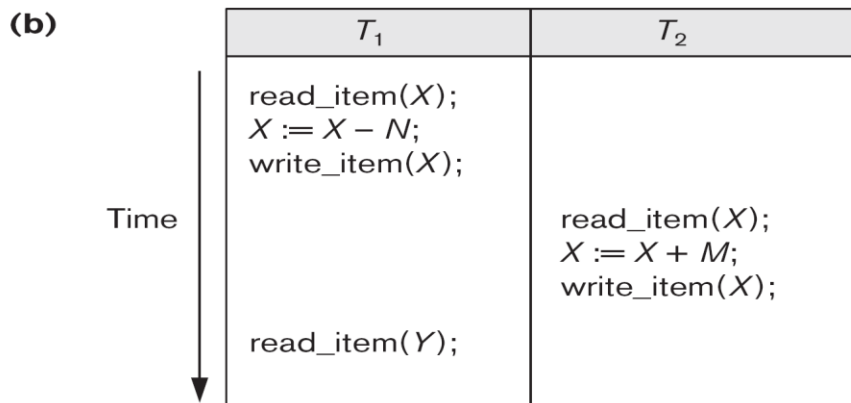 (b)
T₁ T₂
read_item(X);
X := X – N;
write_item(X);
Time
read_item(X);
X := X + M;
write_item(X);
read_item(Y);